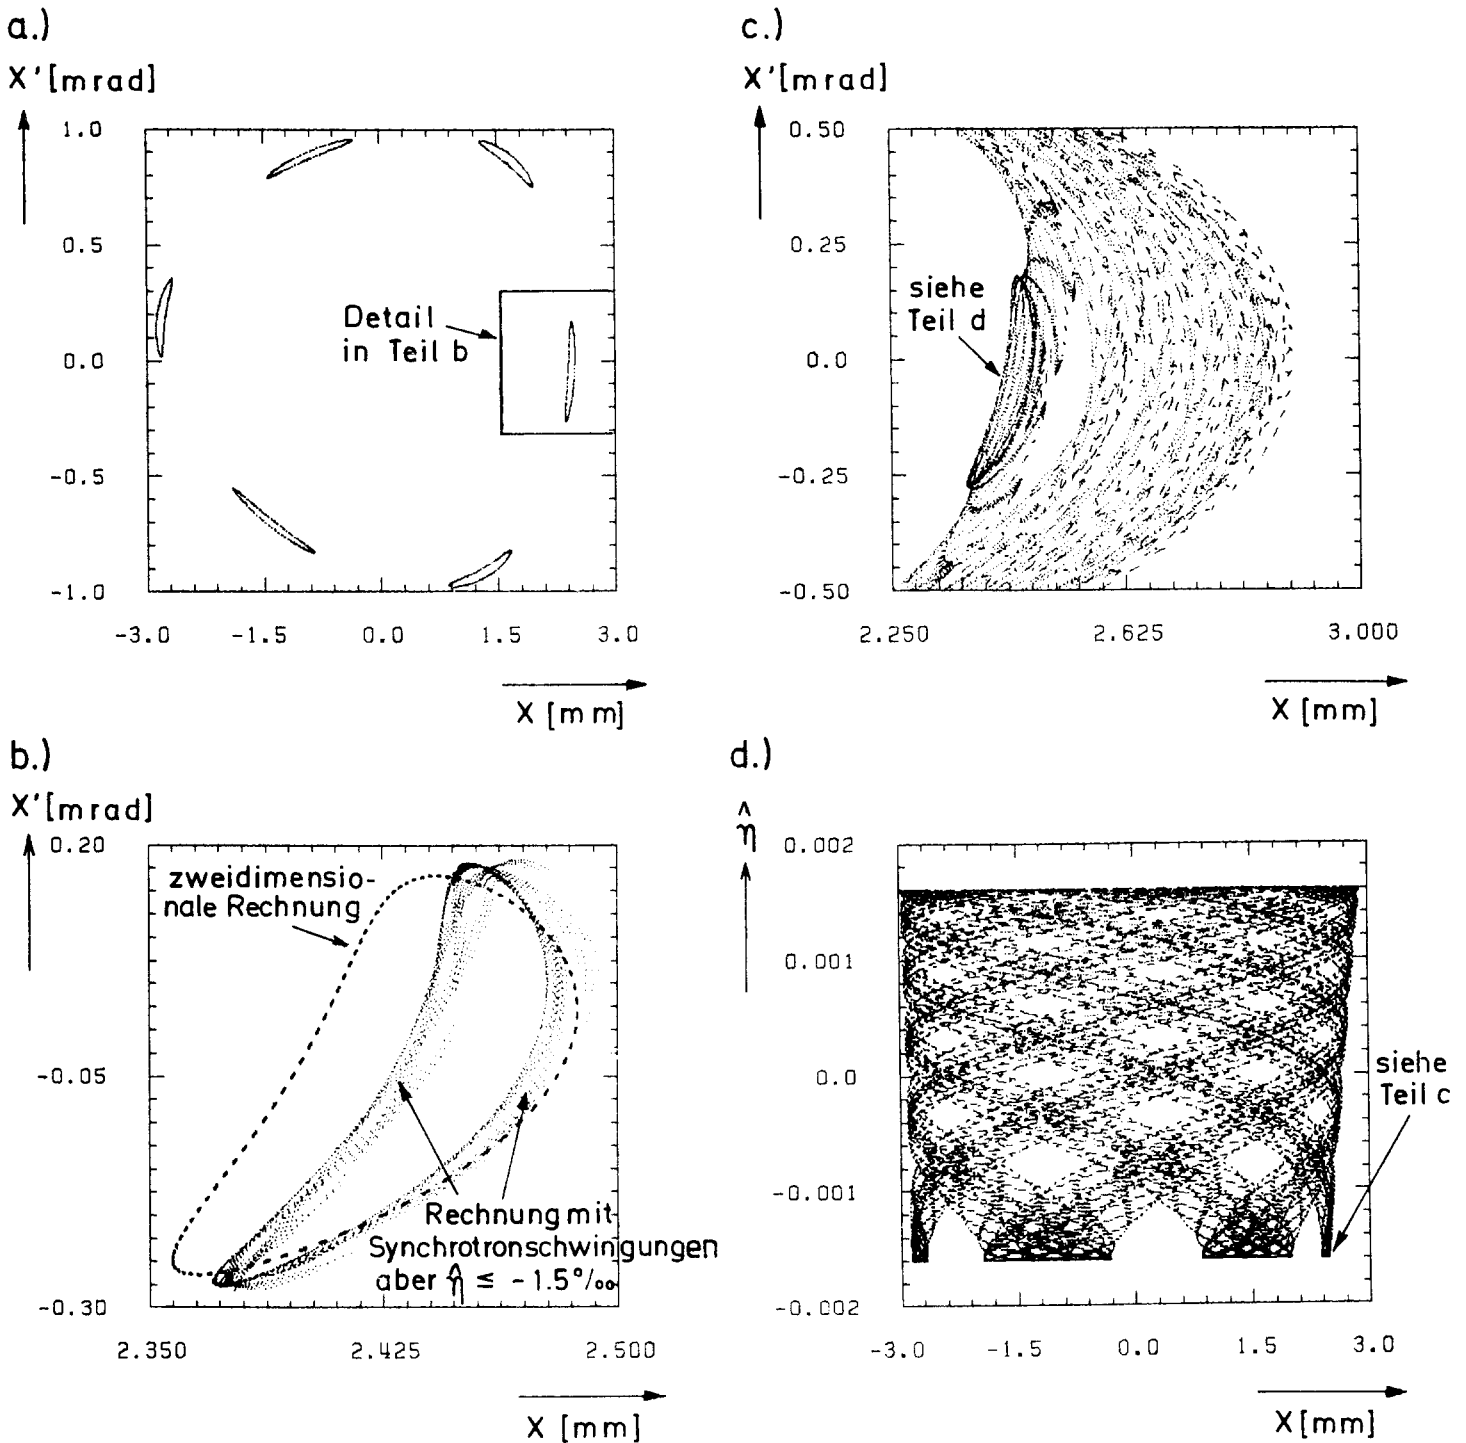 a.)
X' [mrad]
1.0
0.5
0.0
-0.5
-1.0
-3.0 -1.5 0.0 1.5 3.0
X [mm]
Detail
in Teil b
c.)
X' [mrad]
0.50
0.25
0.0
-0.25
-0.50
2.250 2.625 3.000
X [mm]
siehe
Teil d
b.)
X' [mrad]
0.20
-0.05
-0.30
2.350 2.425 2.500
X [mm]
zweidimensio-
nale Rechnung
Rechnung mit
Synchrotronschwingungen
aber η̂ ≤ -1.5‰
d.)
η̂
0.002
0.001
0.0
-0.001
-0.002
-3.0 -1.5 0.0 1.5 3.0
X [mm]
siehe
Teil c